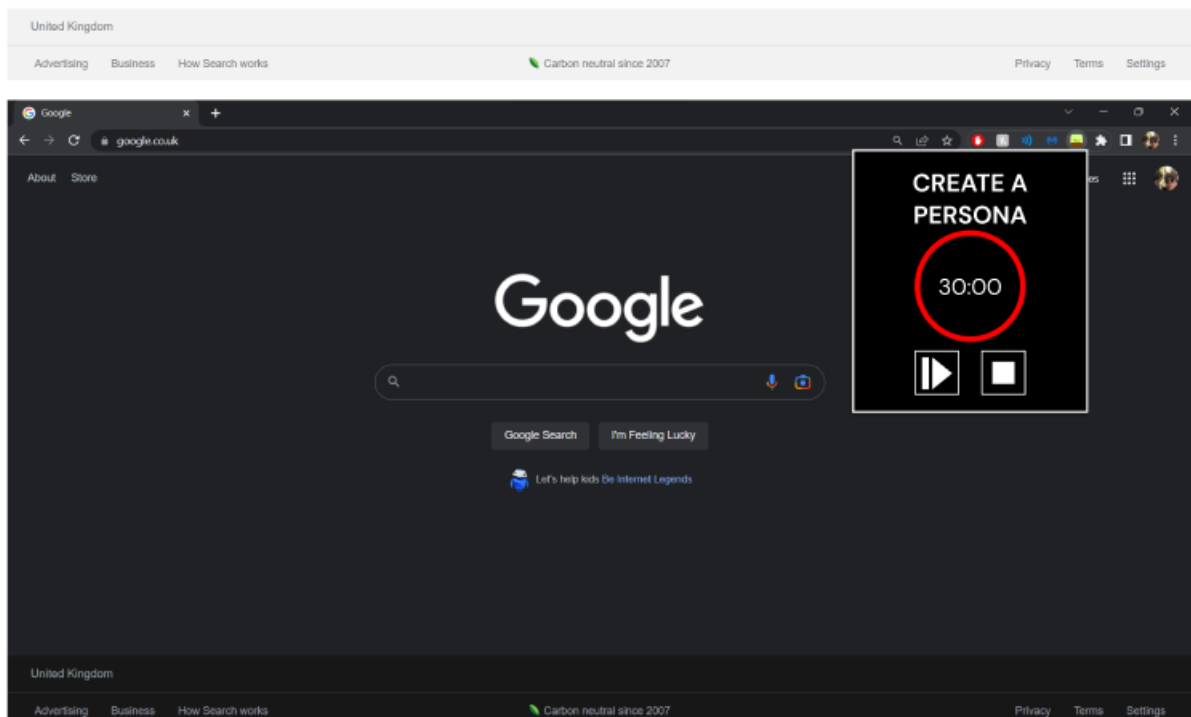 United Kingdom
Advertising Business How Search works Carbon neutral since 2007 Privacy Terms Settings
Google
google.co.uk
About Store
CREATE A
PERSONA
30:00
Google
Google Search I'm Feeling Lucky
Let's help kids Be Internet Legends
United Kingdom
Advertising Business How Search works Carbon neutral since 2007 Privacy Terms Settings